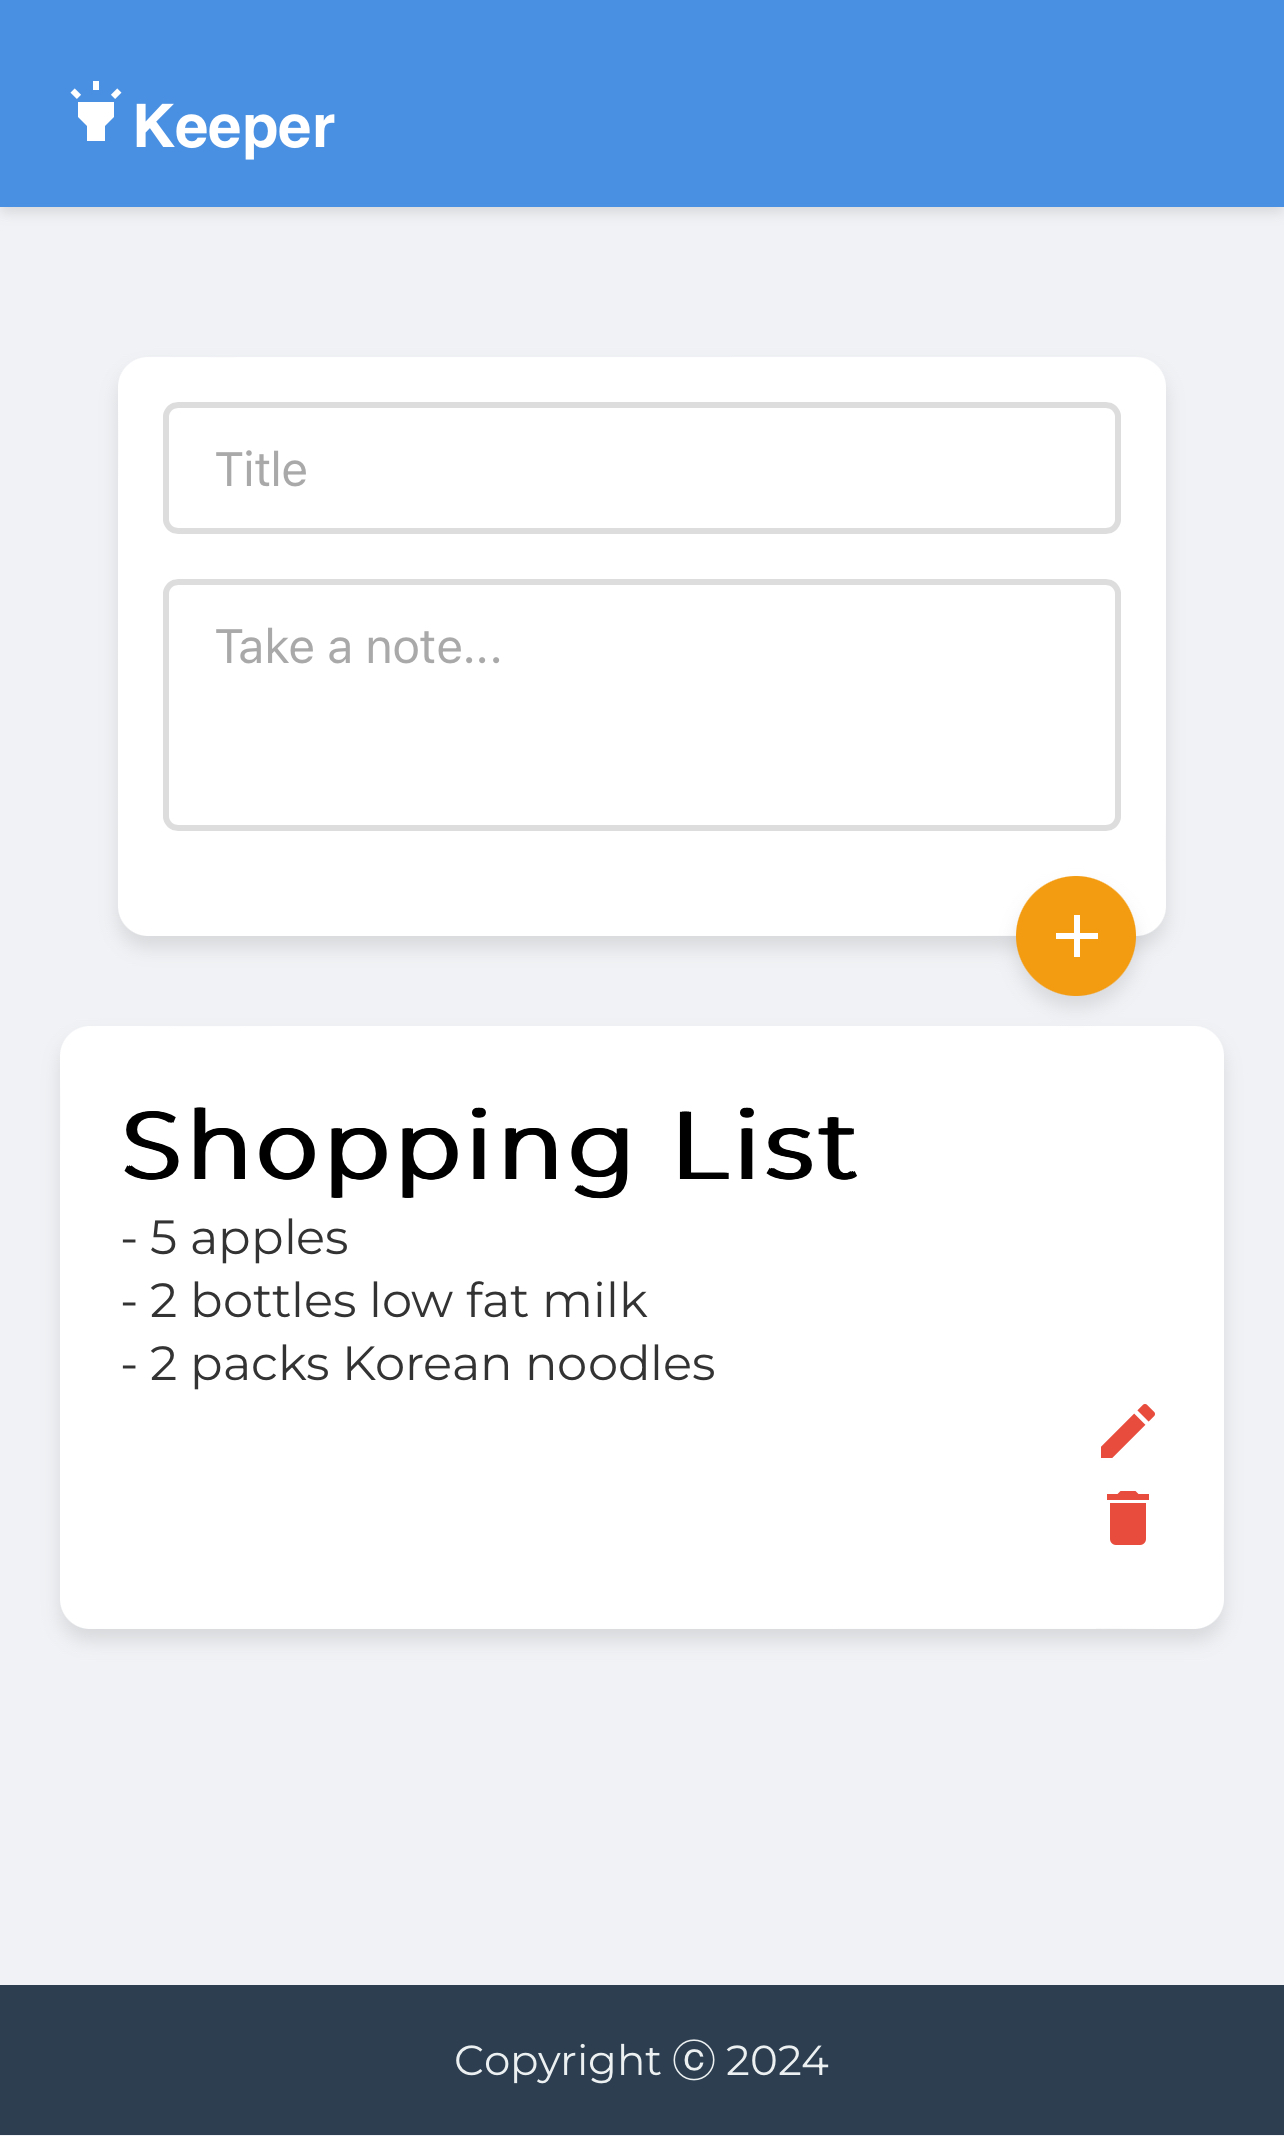 Keeper
Title
Take a note...
Shopping List
- 5 apples
- 2 bottles low fat milk
- 2 packs Korean noodles
Copyright ⓒ 2024